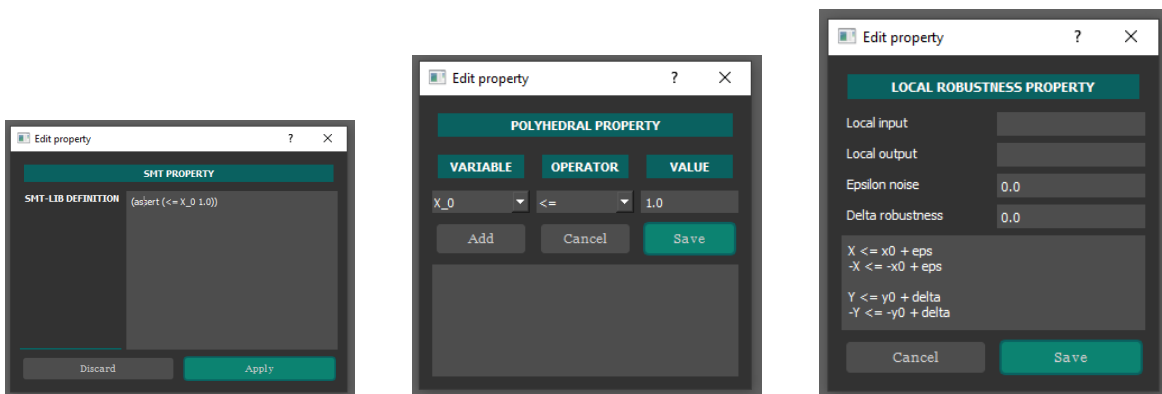 Edit property ? ×
SMT PROPERTY
SMT-LIB DEFINITION
(assert (<= X_0 1.0))
Discard Apply
Edit property ? ×
POLYHEDRAL PROPERTY
VARIABLE OPERATOR VALUE
X_0 <= 1.0
Add Cancel Save
Edit property ? ×
LOCAL ROBUSTNESS PROPERTY
Local input
Local output
Epsilon noise 0.0
Delta robustness 0.0
X <= x0 + eps
-X <= -x0 + eps
Y <= y0 + delta
-Y <= -y0 + delta
Cancel Save